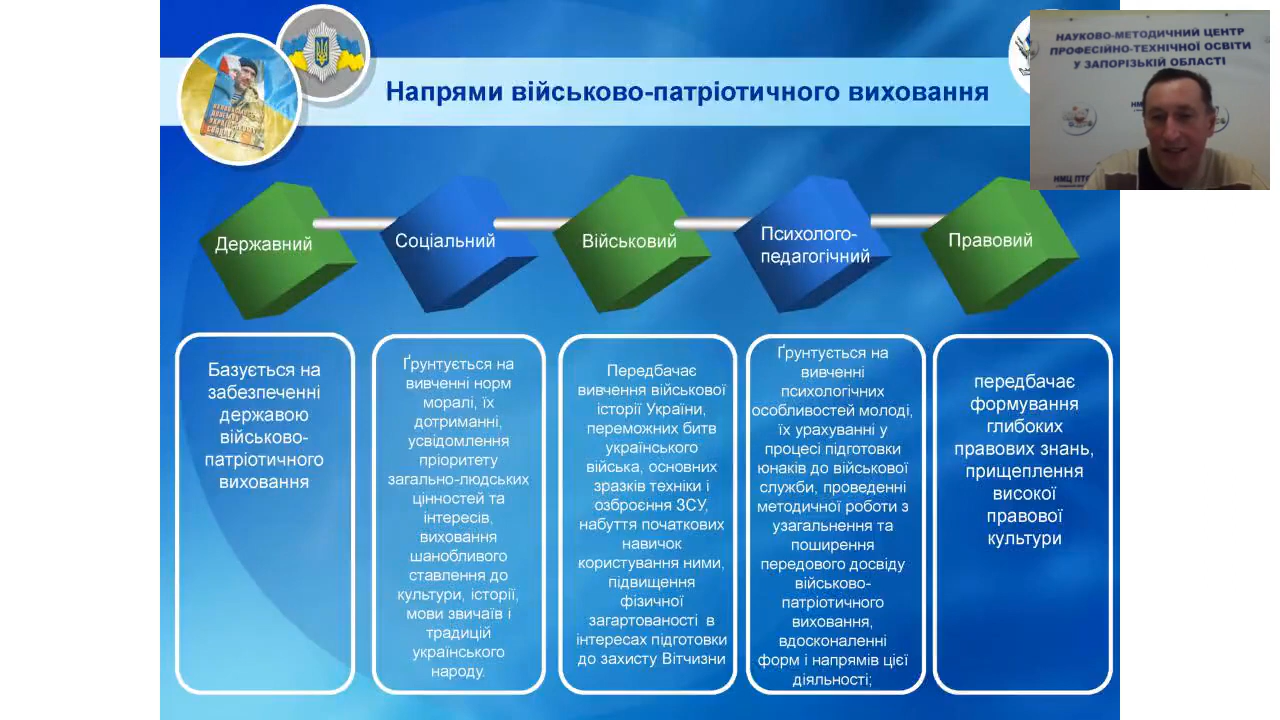 Напрями військово-патріотичного виховання
НАУКОВО-МЕТОДИЧНИЙ ЦЕНТР
ПРОФЕСІЙНО-ТЕХНІЧНОЇ ОСВІТИ
У ЗАПОРІЗЬКІЙ ОБЛАСТІ
НМЦ ПТ
Державний
Соціальний
Військовий
Психолого-
педагогічний
Правовий
Базується на
забезпеченні
державою
військово-
патріотичного
виховання
Ґрунтується на
вивченні норм
моралі, їх
дотриманні,
усвідомлення
пріоритету
загально-людських
цінностей та
інтересів,
виховання
шанобливого
ставлення до
культури, історії,
мови звичаїв і
традицій
українського
народу.
Передбачає
вивчення військової
історії України,
переможних битв
українського
війська, основних
зразків техніки і
озброєння ЗСУ,
набуття початкових
навичок
користування ними,
підвищення
фізичної
загартованості в
інтересах підготовки
до захисту Вітчизни
Ґрунтується на
вивченні
психологічних
особливостей молоді,
їх урахуванні у
процесі підготовки
юнаків до військової
служби, проведенні
методичної роботи з
узагальнення та
поширення
передового досвіду
військово-
патріотичного
виховання,
вдосконаленні
форм і напрямів цієї
діяльності;
передбачає
формування
глибоких
правових знань,
прищеплення
високої
правової
культури